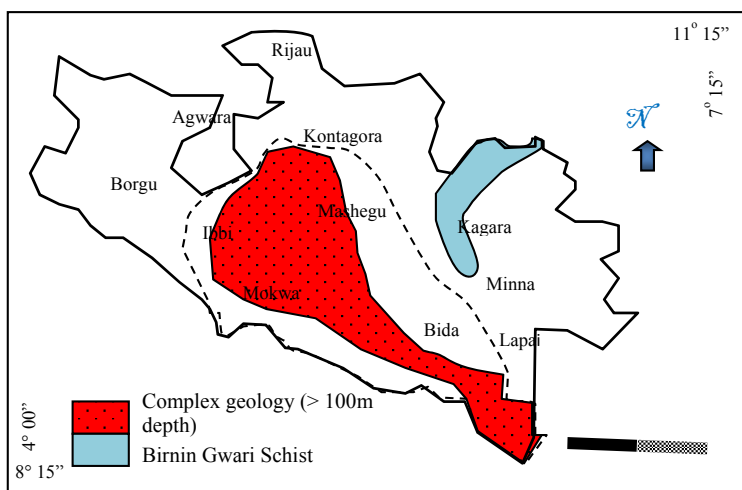 11° 15”
7° 15”
Rijau
N
Agwara
Kontagora
Borgu
Mashegu
Ibbi
Kagara
Mokwa
Minna
Bida
Lapai
Complex geology (> 100m
depth)
Birnin Gwari Schist
4° 00”
8° 15”